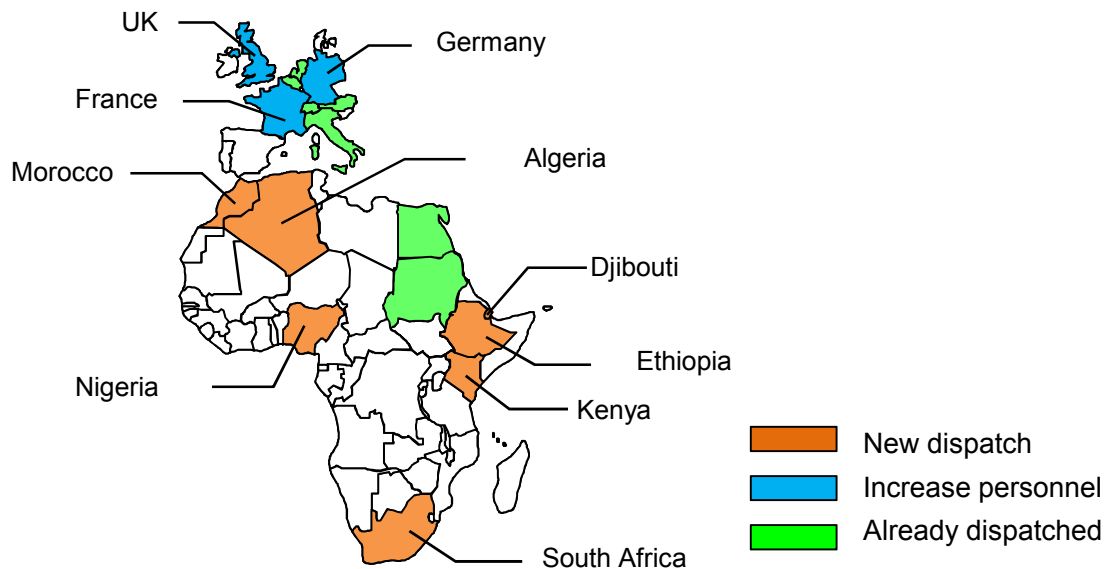 UK
Germany
France
Algeria
Morocco
Djibouti
Ethiopia
Nigeria
Kenya
New dispatch
Increase personnel
Already dispatched
South Africa